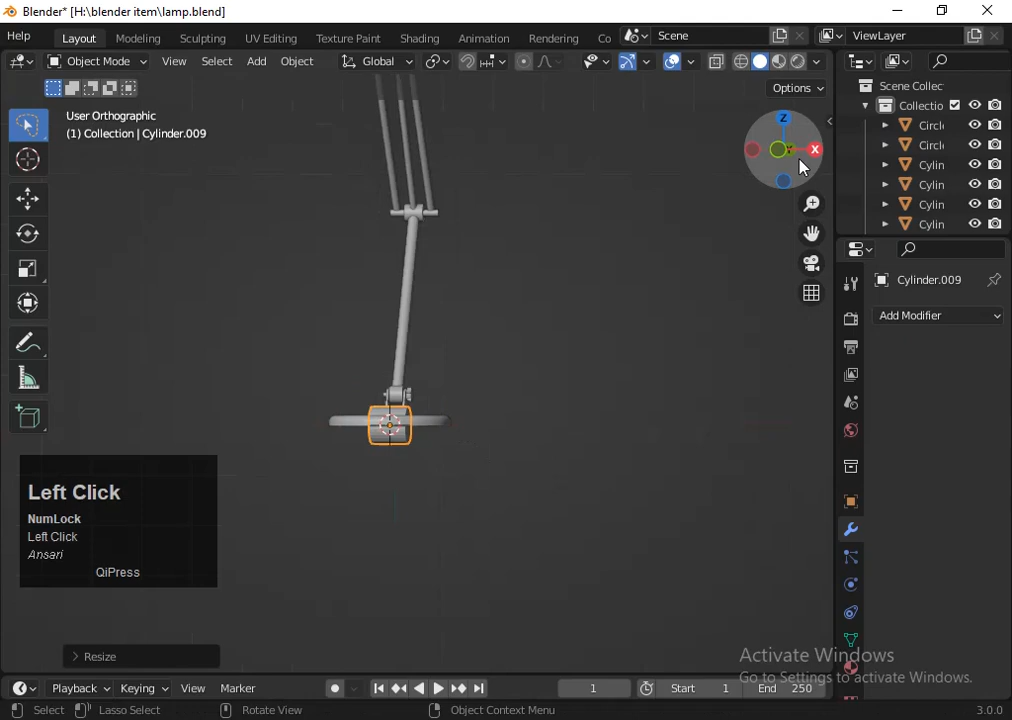 Blender* [H:\blender item\lamp.blend]
Help Layout Modeling Sculpting UV Editing Texture Paint Shading Animation Rendering Co Scene ViewLayer
Object Mode View Select Add Object Global
Options
User Orthographic
(1) Collection | Cylinder.009
Z
X
Scene Collec
Collectio
Circl
Circl
Cylin
Cylin
Cylin
Cylin
Cylinder.009
Add Modifier
Left Click
NumLock
Left Click
Ansari
QiPress
Resize
Activate Windows
Go to Settings to activate Windows.
Playback Keying View Marker 1 Start 1 End 250
Select Lasso Select Rotate View Object Context Menu 3.0.0